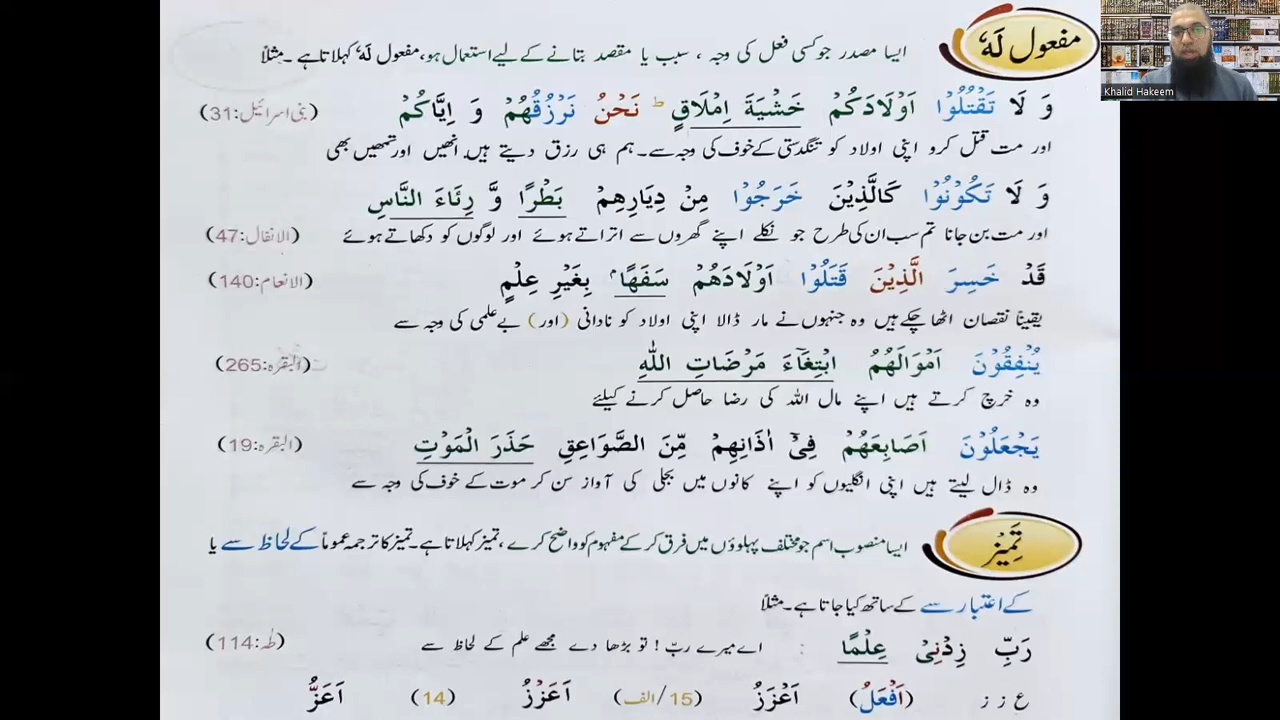 مفعول لَهٗ
ایسا مصدر جو کسی فعل کی وجہ ، سبب یا مقصد بتانے کے لیے استعمال ہو، مفعول لَهٗ کہلاتا ہے۔ مثلاً
وَ لَا تَقْتُلُوْا اَوْلَادَكُمْ خَشْيَةَ اِمْلَاقٍ ؕ نَحْنُ نَرْزُقُهُمْ وَ اِيَّاكُمْ (بنی اسرائیل:31)
اور مت قتل کرو اپنی اولاد کو تنگدستی کے خوف کی وجہ سے۔ ہم ہی رزق دیتے ہیں انھیں اور تمھیں بھی
وَ لَا تَكُوْنُوْا كَالَّذِيْنَ خَرَجُوْا مِنْ دِيَارِهِمْ بَطَرًا وَّ رِئَاءَ النَّاسِ
اور مت بن جانا تم سب ان کی طرح جو نکلے اپنے گھروں سے اتراتے ہوئے اور لوگوں کو دکھاتے ہوئے (الانفال:47)
قَدْ خَسِرَ الَّذِيْنَ قَتَلُوْا اَوْلَادَهُمْ سَفَهًا ۢ بِغَيْرِ عِلْمٍ (الانعام:140)
یقیناً نقصان اٹھا چکے ہیں وہ جنہوں نے مار ڈالا اپنی اولاد کو نادانی (اور) بے علمی کی وجہ سے
يُنْفِقُوْنَ اَمْوَالَهُمُ ابْتِغَآءَ مَرْضَاتِ اللّٰهِ (البقرہ:265)
وہ خرچ کرتے ہیں اپنے مال اللہ کی رضا حاصل کرنے کیلئے
يَجْعَلُوْنَ اَصَابِعَهُمْ فِیْۤ اٰذَانِهِمْ مِّنَ الصَّوَاعِقِ حَذَرَ الْمَوْتِ (البقرہ:19)
وہ ڈال لیتے ہیں اپنی انگلیوں کو اپنے کانوں میں بجلی کی آواز سن کر موت کے خوف کی وجہ سے
تَمِیْز
ایسا منصوب اسم جو مختلف پہلوؤں میں فرق کر کے مفہوم کو واضح کرے ، تمیز کہلاتا ہے۔ تمیز کا ترجمہ عموماً کے لحاظ سے یا
کے اعتبار سے کے ساتھ کیا جاتا ہے۔ مثلاً
رَبِّ زِدْنِیْ عِلْمًا : اے میرے ربّ ! تو بڑھا دے مجھے علم کے لحاظ سے (طٰہٰ:114)
ع ز ز (اَفْعَلُ) اَعْزَزُ (15/الف) اَعَزْزُ (14) اَعَزُّ
Khalid Hakeem